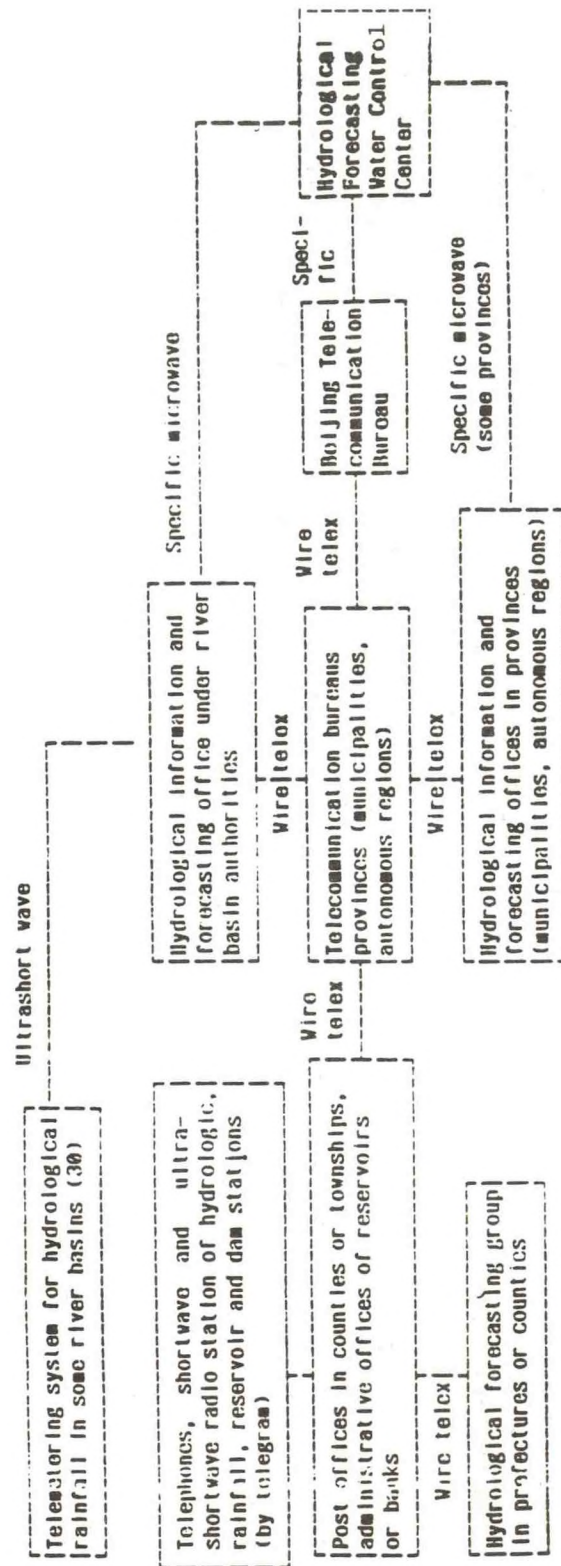 Ultrashort wave
Telemetering system for hydrological
rainfall in some river basins (30)
Specific microwave
Hydrological information and
forecasting office under river
basin authorities
Telephones, shortwave and ultra-
shortwave radio station of hydrologic,
rainfall, reservoir and dam stations
(by telegram)
Wire telex
Post offices in counties or townships,
administrative offices of reservoirs
or banks
Wire
telex
Telecommunication bureaus
provinces (municipalities,
autonomous regions)
Wire
telex
Beijing Tele-
communication
Bureau
Speci-
fic
Hydrological
Forecasting
Water Control
Center
Wire telex
Wire telex
Hydrological forecasting group
in prefectures or counties
Hydrological information and
forecasting offices in provinces
(municipalities, autonomous regions)
Specific microwave
(some provinces)